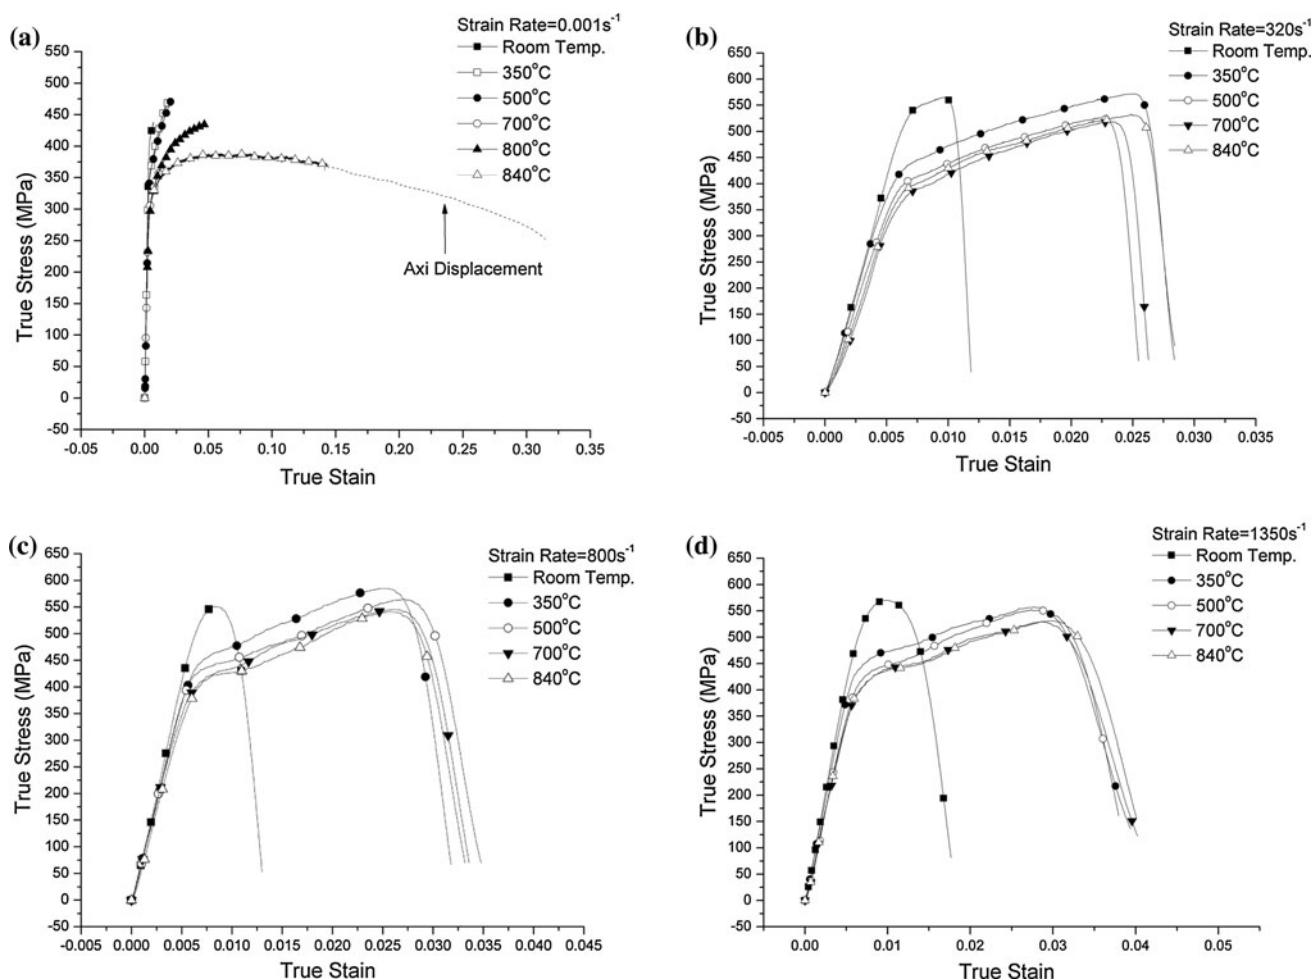 (a)
Strain Rate=0.001s⁻¹
Room Temp.
350°C
500°C
700°C
800°C
840°C
550
500
450
400
350
300
250
200
150
100
50
0
-50
True Stress (MPa)
Axi Displacement
-0.05 0.00 0.05 0.10 0.15 0.20 0.25 0.30 0.35
True Stain
(b)
Strain Rate=320s⁻¹
Room Temp.
350°C
500°C
700°C
840°C
650
600
550
500
450
400
350
300
250
200
150
100
50
0
-50
True Stress (MPa)
-0.005 0.000 0.005 0.010 0.015 0.020 0.025 0.030 0.035
True Stain
(c)
Strain Rate=800s⁻¹
Room Temp.
350°C
500°C
700°C
840°C
650
600
550
500
450
400
350
300
250
200
150
100
50
0
-50
True Stress (MPa)
-0.005 0.000 0.005 0.010 0.015 0.020 0.025 0.030 0.035 0.040 0.045
True Stain
(d)
Strain Rate=1350s⁻¹
Room Temp.
350°C
500°C
700°C
840°C
650
600
550
500
450
400
350
300
250
200
150
100
50
0
-50
True Stress (MPa)
0.00 0.01 0.02 0.03 0.04 0.05
True Stain